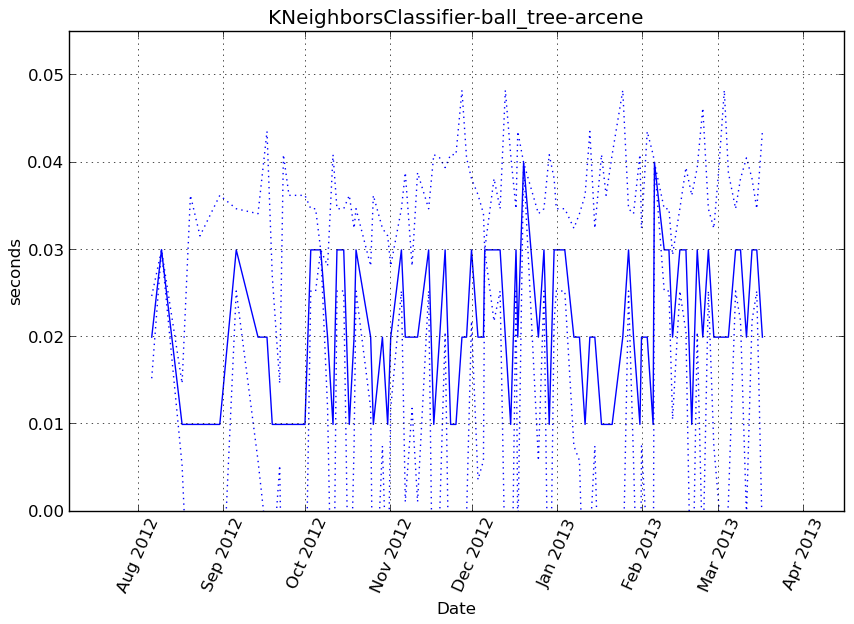 KNeighborsClassifier-ball_tree-arcene
0.05
0.04
0.03
0.02
0.01
0.00
seconds
Aug 2012
Sep 2012
Oct 2012
Nov 2012
Dec 2012
Jan 2013
Feb 2013
Mar 2013
Apr 2013
Date